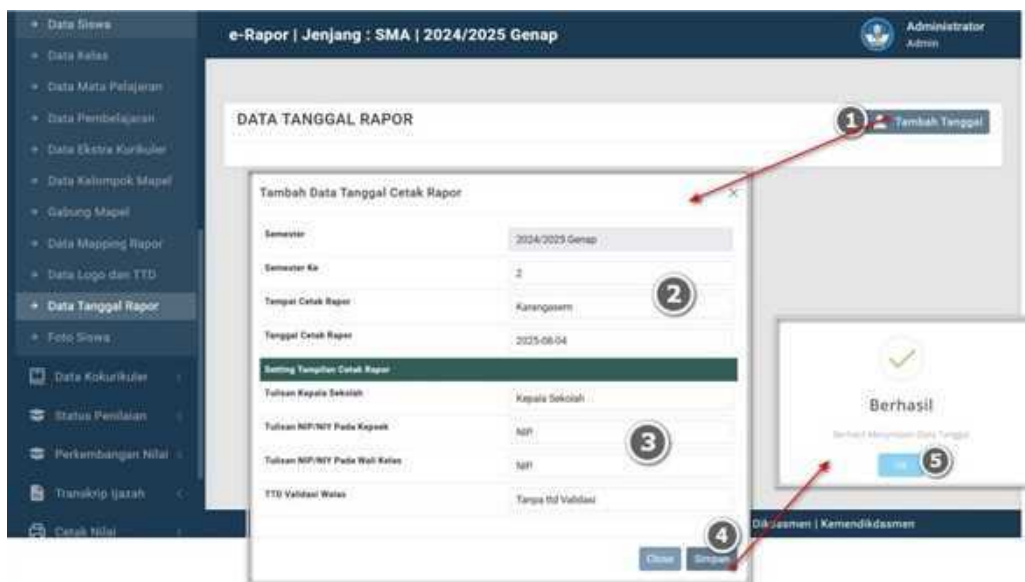 Data Siswa
Data Kelas
Data Mata Pelajaran
Data Pembelajaran
Data Ekstra Kurikuler
Data Kelompok Mapel
Gabung Mapel
Data Mapping Rapor
Data Logo dan TTD
Data Tanggal Rapor
Foto Siswa
Data Kokurikuler
Status Penilaian
Perkembangan Nilai
Transkrip Ijazah
Cetak Nilai
e-Rapor | Jenjang : SMA | 2024/2025 Genap
Administrator
Admin
DATA TANGGAL RAPOR
1
Tambah Tanggal
Tambah Data Tanggal Cetak Rapor
×
Semester
2024/2025 Genap
Semester Ke
2
Tempat Cetak Rapor
Karangasem
2
Tanggal Cetak Rapor
2025-08-04
Setting Tampilan Cetak Rapor
Tulisan Kepala Sekolah
Kepala Sekolah
Tulisan NIP/NIY Pada Kepsek
NIP
3
Tulisan NIP/NIY Pada Wali Kelas
NIP
TTD Validasi Walas
Tanpa ttd Validasi
4
Close
Simpan
Berhasil
Berhasil Menyimpan Data Tanggal
5
Dikdasmen | Kemendikdasmen